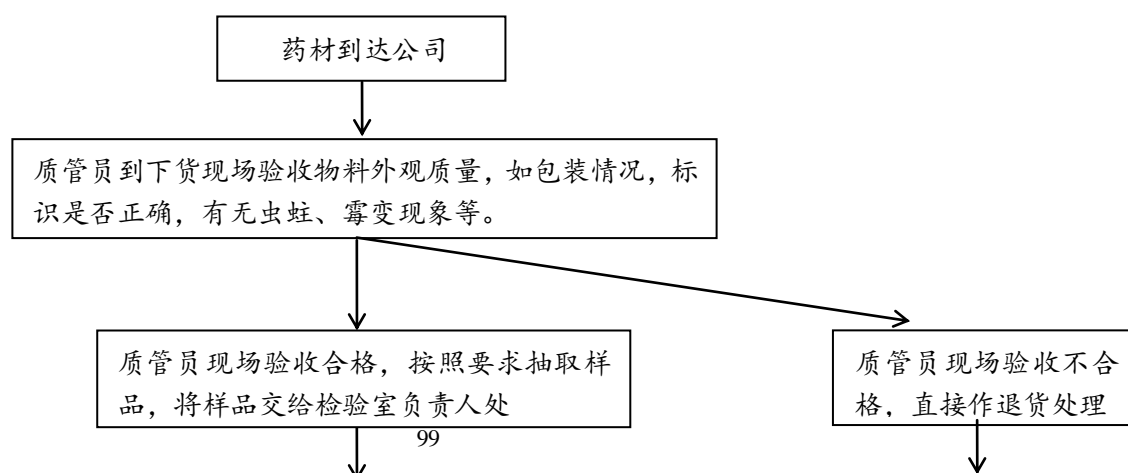 药材到达公司
质管员到下货现场验收物料外观质量，如包装情况，标
识是否正确，有无虫蛀、霉变现象等。
质管员现场验收合格，按照要求抽取样
品，将样品交给检验室负责人处
质管员现场验收不合
格，直接作退货处理
99